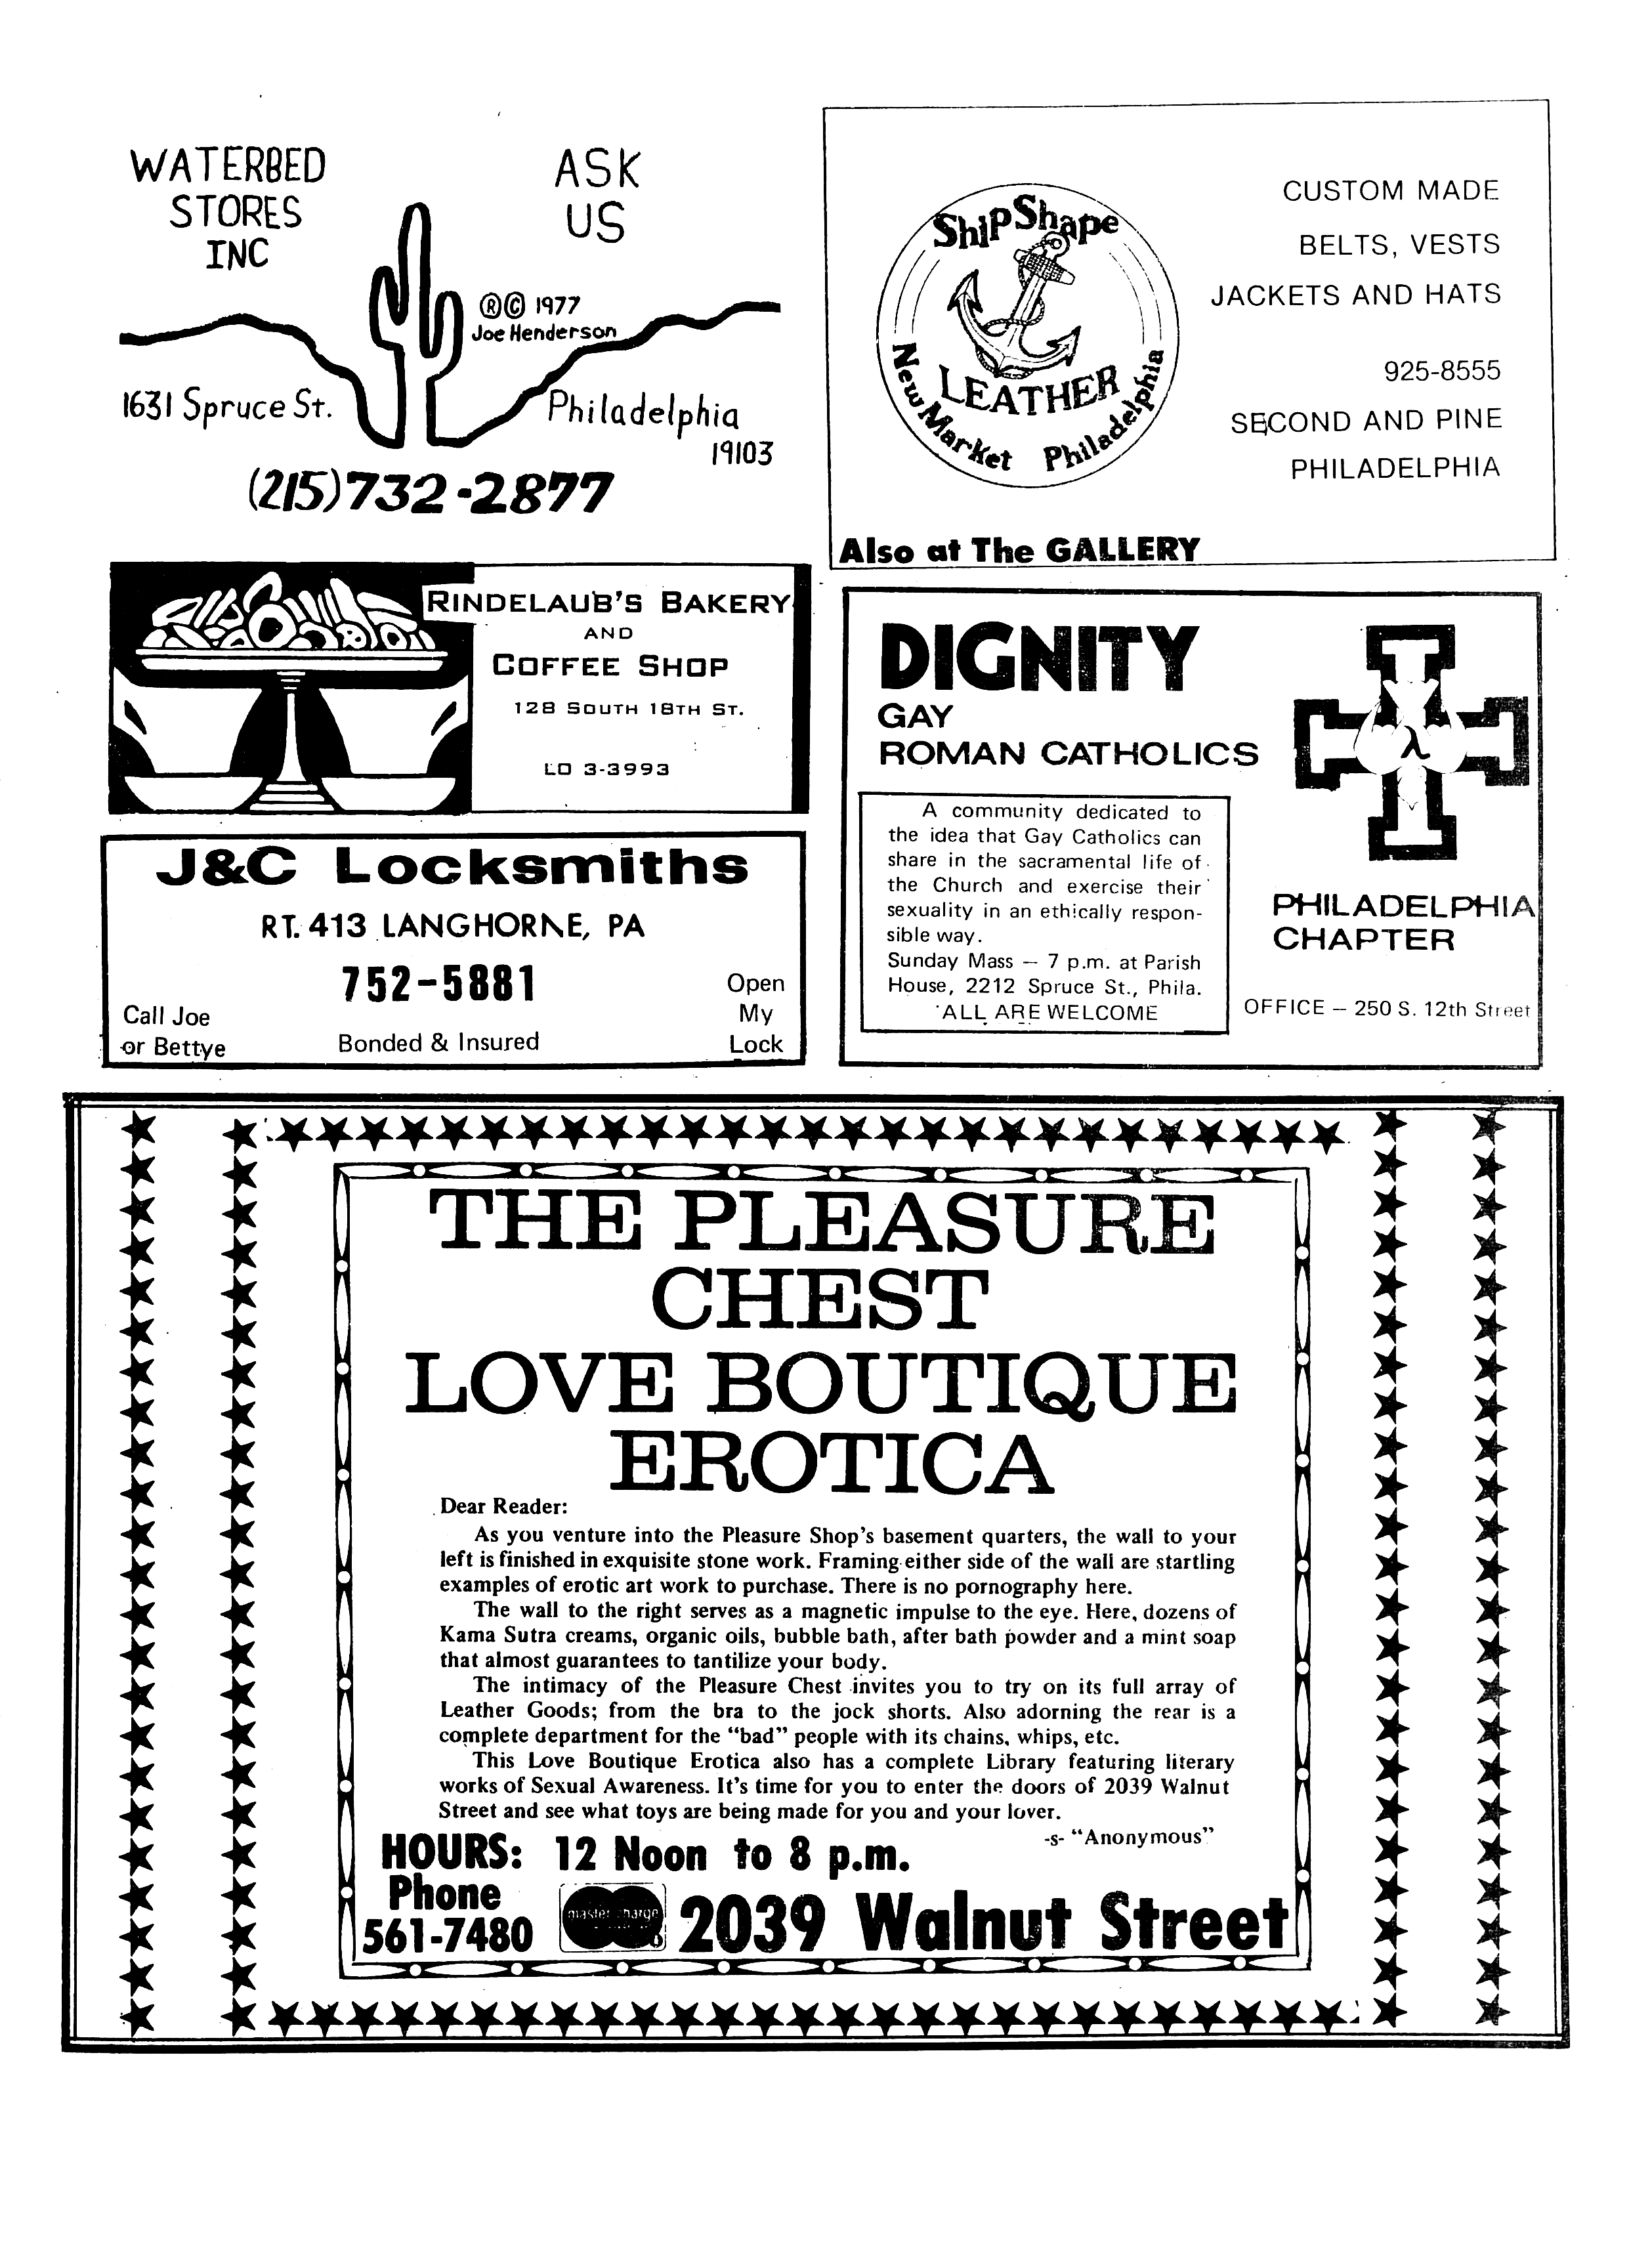 WATERBED
STORES
INC
ASK
US
®© 1977
Joe Henderson
1631 Spruce St.
Philadelphia
19103
(215)732-2877
ShipShape
LEATHER
New Market Philadelphia
CUSTOM MADE
BELTS, VESTS
JACKETS AND HATS
925-8555
SECOND AND PINE
PHILADELPHIA
Also at The GALLERY
RINDELAUB'S BAKERY
AND
COFFEE SHOP
128 SOUTH 18TH ST.
LO 3-3993
DIGNITY
GAY
ROMAN CATHOLICS
A community dedicated to
the idea that Gay Catholics can
share in the sacramental life of
the Church and exercise their
sexuality in an ethically respon-
sible way.
Sunday Mass — 7 p.m. at Parish
House, 2212 Spruce St., Phila.
ALL ARE WELCOME
λ
PHILADELPHIA
CHAPTER
OFFICE — 250 S. 12th Street
J&C Locksmiths
RT. 413 LANGHORNE, PA
752-5881
Call Joe
or Bettye
Bonded & Insured
Open
My
Lock
THE PLEASURE
CHEST
LOVE BOUTIQUE
EROTICA
Dear Reader:
As you venture into the Pleasure Shop's basement quarters, the wall to your
left is finished in exquisite stone work. Framing either side of the wall are startling
examples of erotic art work to purchase. There is no pornography here.
The wall to the right serves as a magnetic impulse to the eye. Here, dozens of
Kama Sutra creams, organic oils, bubble bath, after bath powder and a mint soap
that almost guarantees to tantilize your body.
The intimacy of the Pleasure Chest invites you to try on its full array of
Leather Goods; from the bra to the jock shorts. Also adorning the rear is a
complete department for the "bad" people with its chains, whips, etc.
This Love Boutique Erotica also has a complete Library featuring literary
works of Sexual Awareness. It's time for you to enter the doors of 2039 Walnut
Street and see what toys are being made for you and your lover.
-s- "Anonymous"
HOURS: 12 Noon to 8 p.m.
Phone
561-7480
master charge
2039 Walnut Street